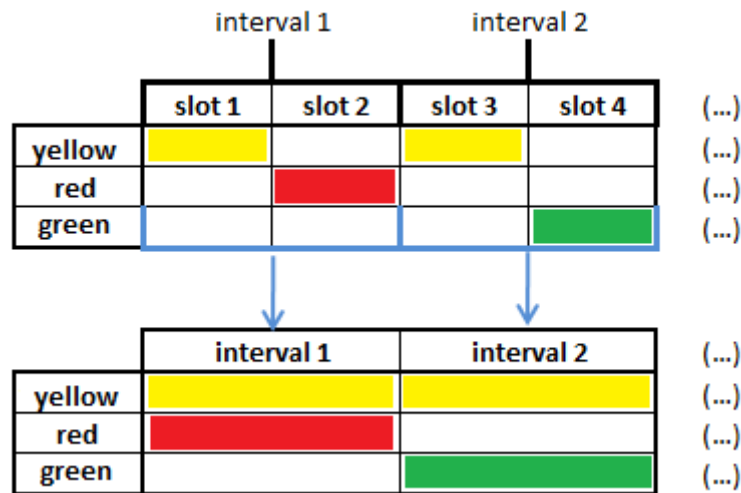 interval 1 interval 2
slot 1 slot 2 slot 3 slot 4 (...)
yellow (...)
red (...)
green (...)
interval 1 interval 2 (...)
yellow (...)
red (...)
green (...)